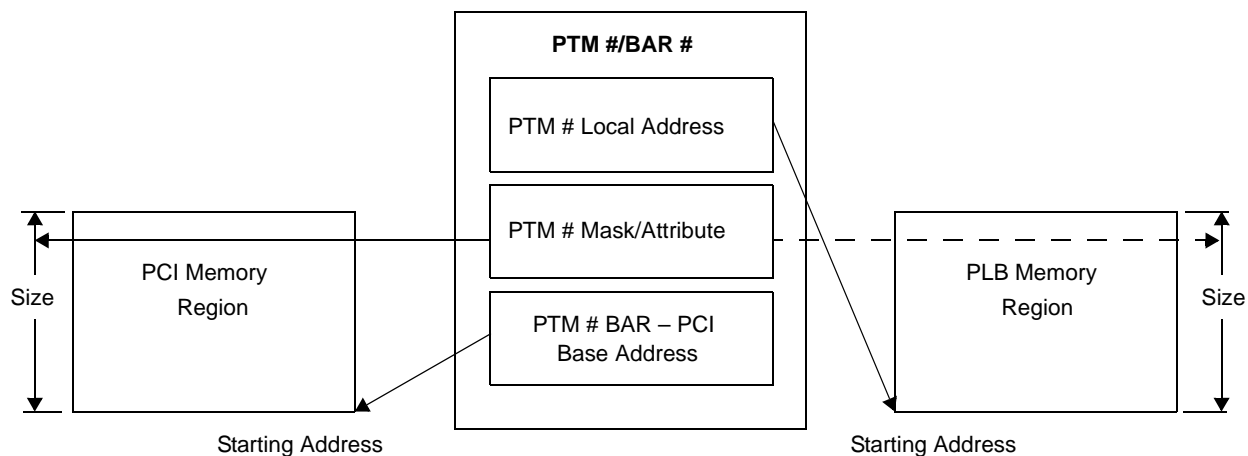 PTM #/BAR #
PTM # Local Address
PTM # Mask/Attribute
PCI Memory
Region
PLB Memory
Region
Size
Size
PTM # BAR – PCI
Base Address
Starting Address
Starting Address